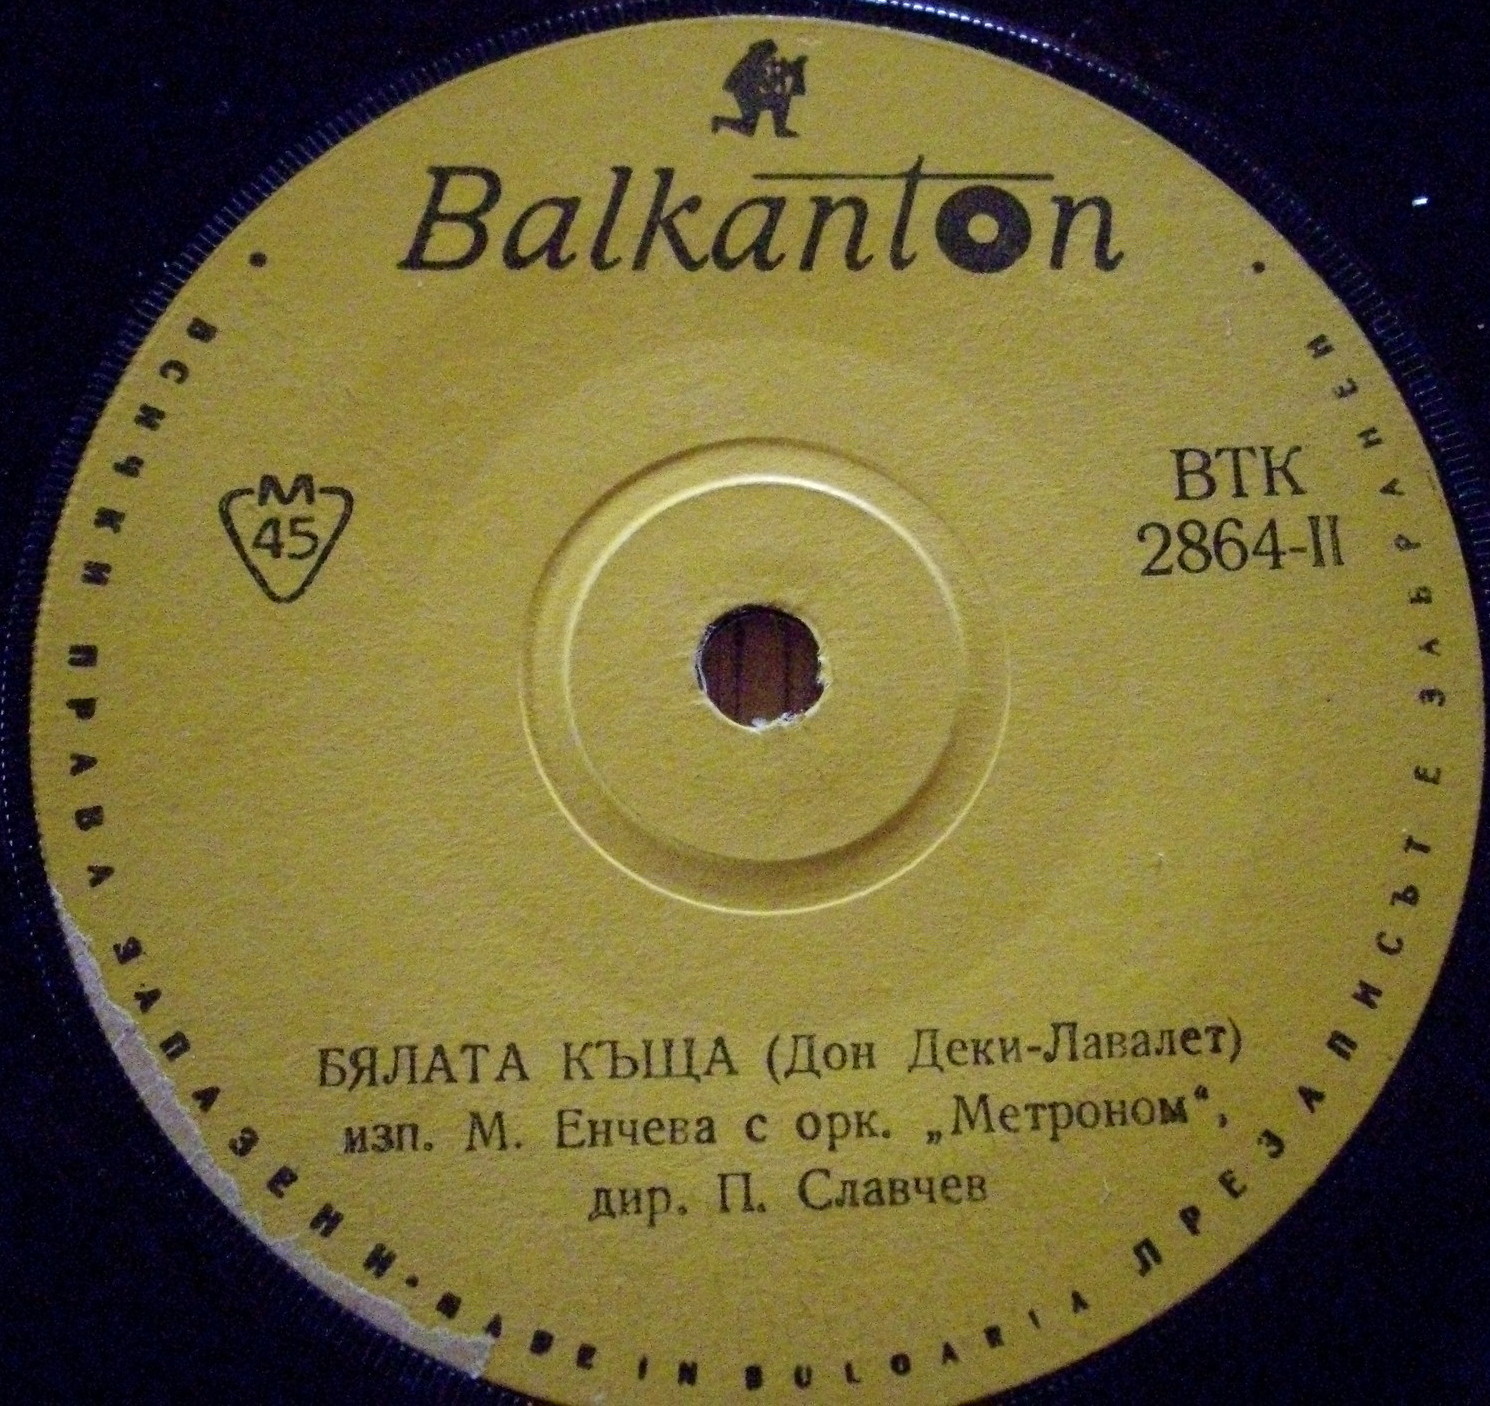 Balkanton
М
45
ВТК
2864-II
БЯЛАТА КЪЩА (Дон Деки-Лавалет)
изп. М. Енчева с орк. „Метроном“,
дир. П. Славчев
• ВСИЧКИ ПРАВА ЗАПАЗЕНИ • MADE IN BULGARIA ПРЕЗАПИСЪТ Е ЗАБРАНЕН •